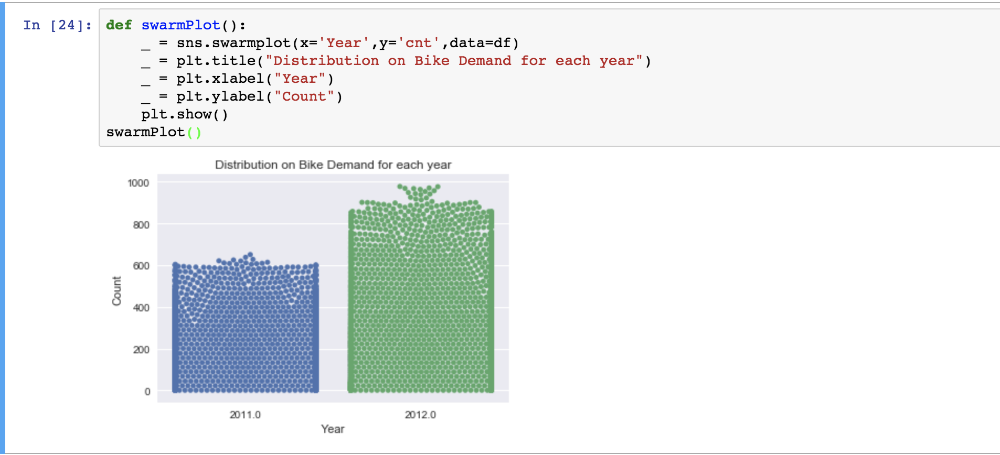 In [24]: def swarmPlot():
    _ = sns.swarmplot(x='Year',y='cnt',data=df)
    _ = plt.title("Distribution on Bike Demand for each year")
    _ = plt.xlabel("Year")
    _ = plt.ylabel("Count")
    plt.show()
swarmPlot()
Distribution on Bike Demand for each year
1000
800
600
400
200
0
Count
2011.0 2012.0
Year